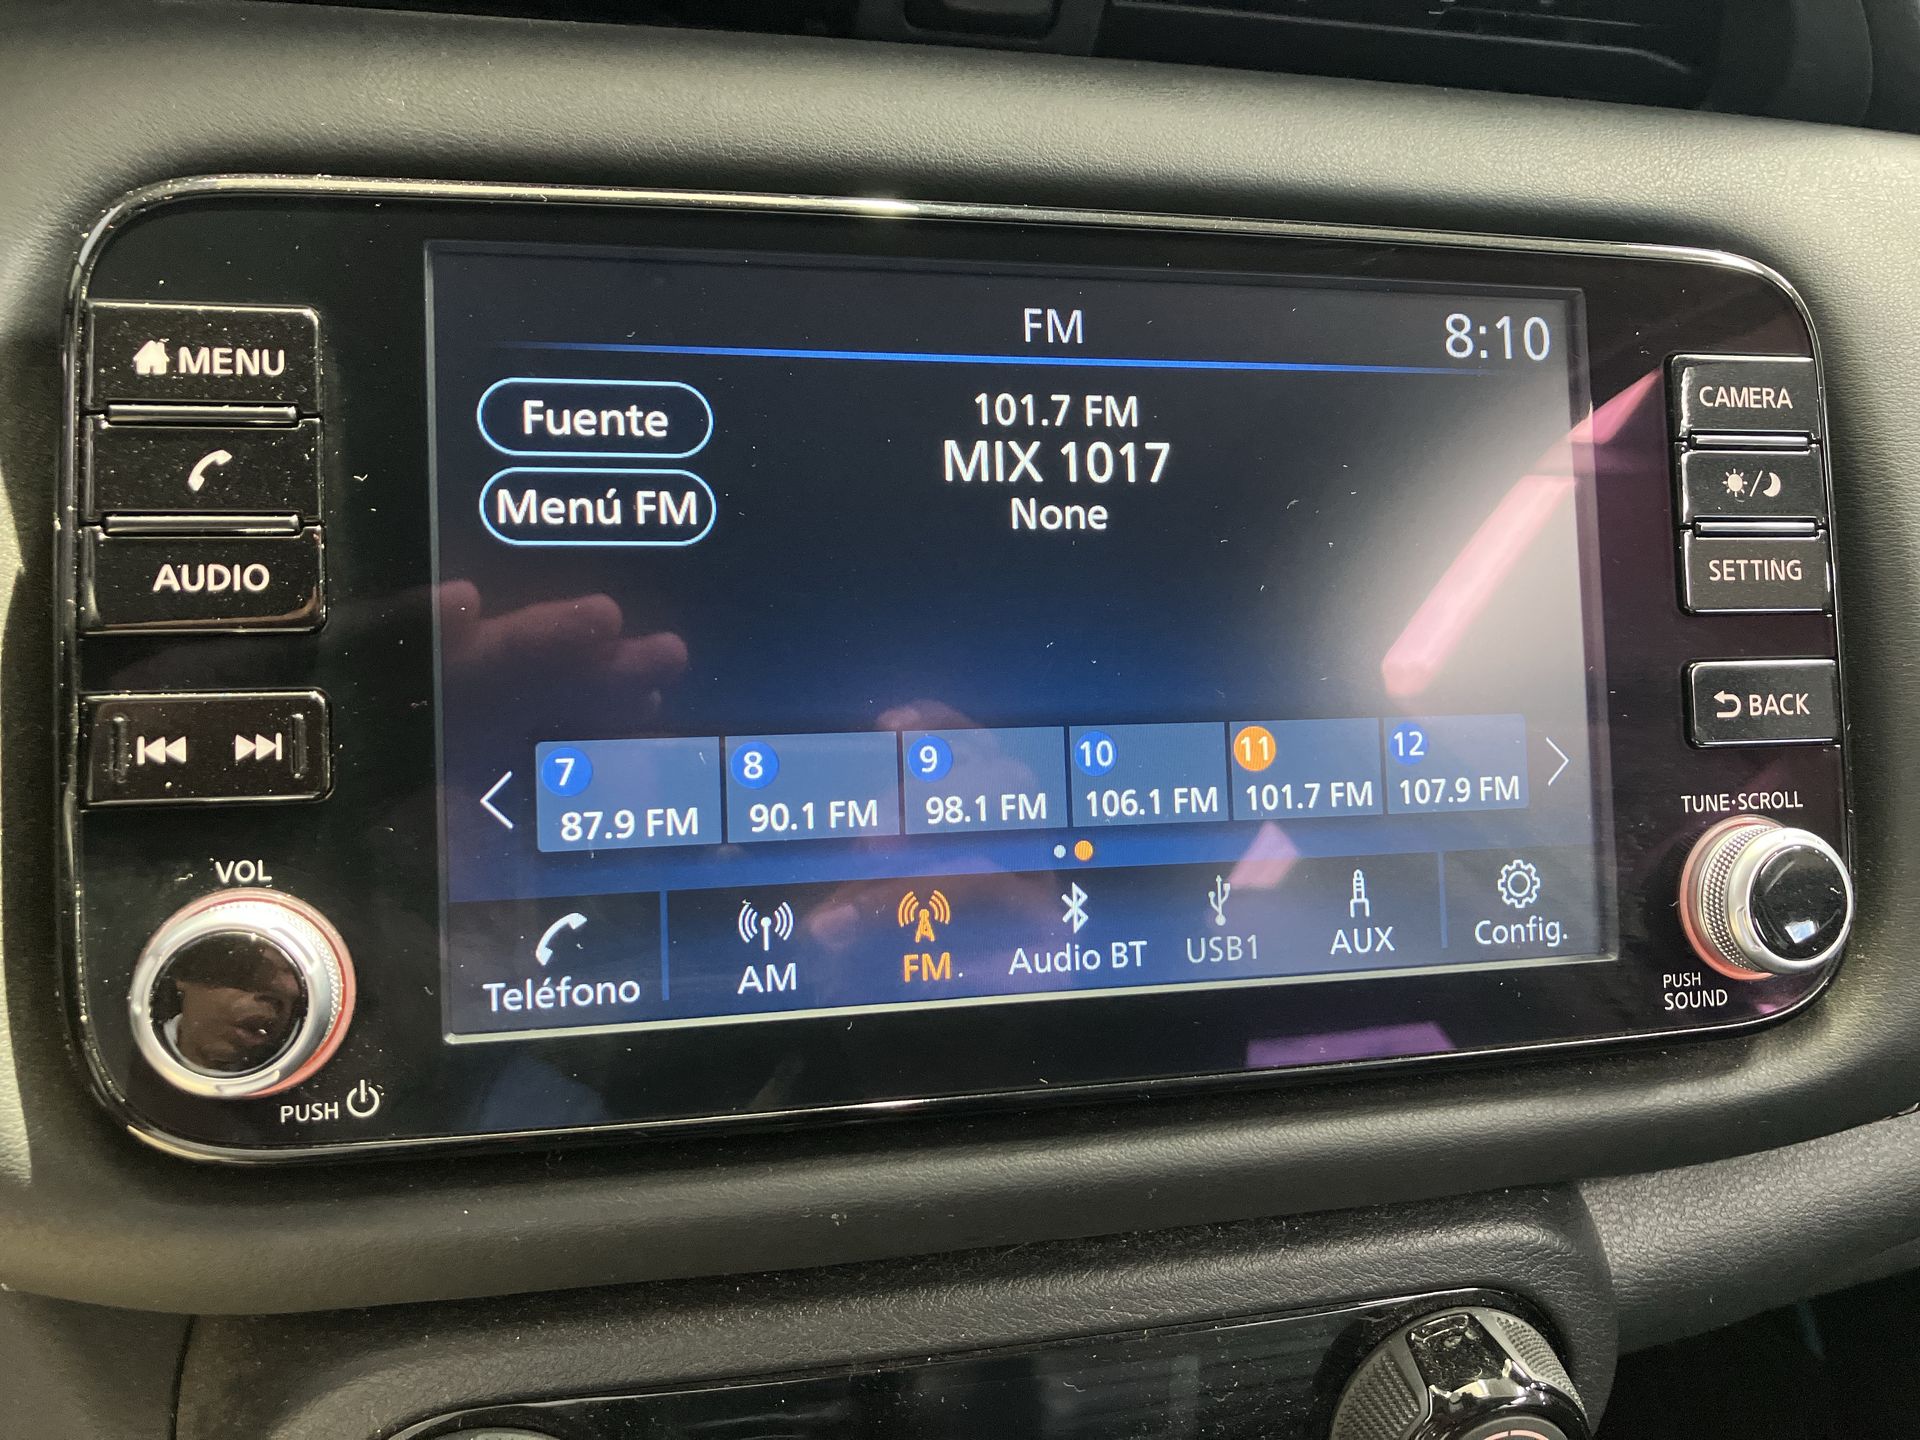 FM
8:10
MENU
AUDIO
VOL
PUSH
Fuente
Menú FM
101.7 FM
MIX 1017
None
7
87.9 FM
8
90.1 FM
9
98.1 FM
10
106.1 FM
11
101.7 FM
12
107.9 FM
Teléfono
AM
FM
Audio BT
USB1
AUX
Config.
CAMERA
SETTING
BACK
TUNE·SCROLL
PUSH
SOUND